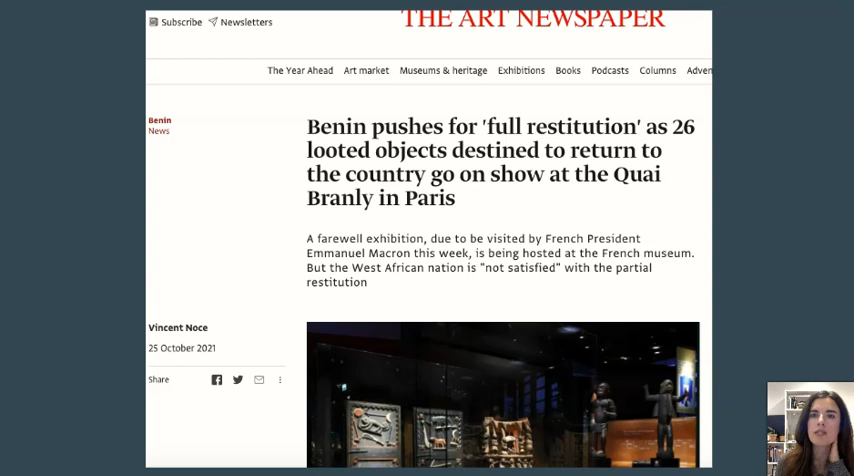 THE ART NEWSPAPER
Subscribe Newsletters
The Year Ahead Art market Museums & heritage Exhibitions Books Podcasts Columns Adven
Benin
News
Benin pushes for 'full restitution' as 26
looted objects destined to return to
the country go on show at the Quai
Branly in Paris
A farewell exhibition, due to be visited by French President
Emmanuel Macron this week, is being hosted at the French museum.
But the West African nation is "not satisfied" with the partial
restitution
Vincent Noce
25 October 2021
Share